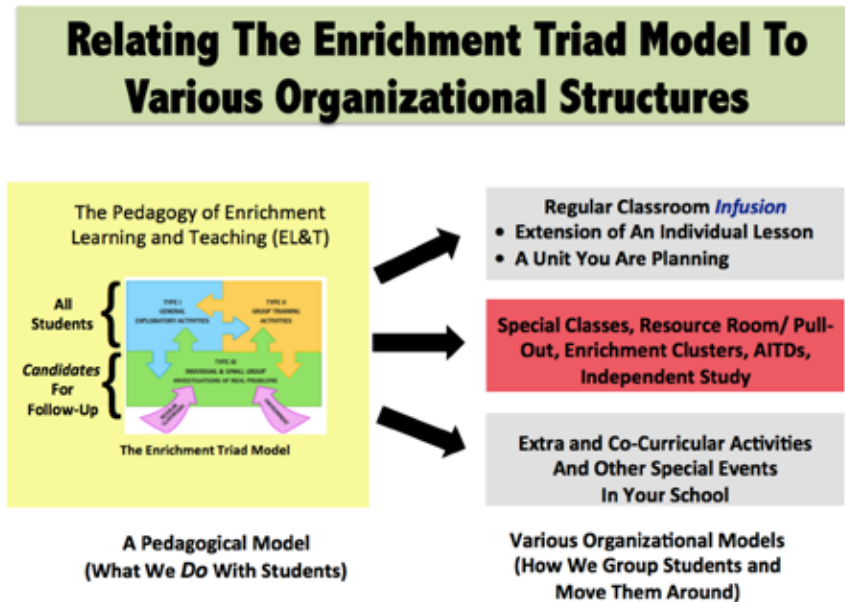 Relating The Enrichment Triad Model To
Various Organizational Structures
The Pedagogy of Enrichment
Learning and Teaching (EL&T)
All
Students
Candidates
For
Follow-Up
TYPE I
GENERAL
EXPLORATORY ACTIVITIES
TYPE II
GROUP TRAINING
ACTIVITIES
TYPE III
INDIVIDUAL & SMALL GROUP
INVESTIGATIONS OF REAL PROBLEMS
The Enrichment Triad Model
A Pedagogical Model
(What We Do With Students)
Regular Classroom Infusion
• Extension of An Individual Lesson
• A Unit You Are Planning
Special Classes, Resource Room/ Pull-
Out, Enrichment Clusters, AITDs,
Independent Study
Extra and Co-Curricular Activities
And Other Special Events
In Your School
Various Organizational Models
(How We Group Students and
Move Them Around)